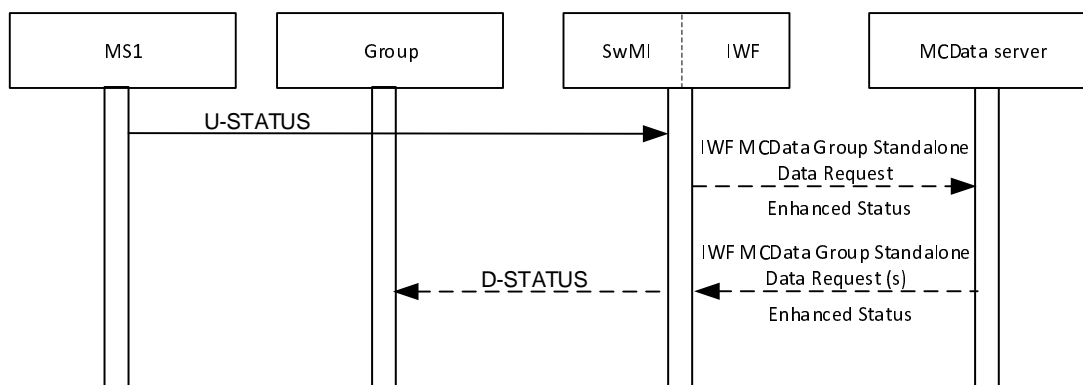 MS1
Group
SwMI
IWF
MCData server
U-STATUS
IWF MCData Group Standalone
Data Request
Enhanced Status
IWF MCData Group Standalone
D-STATUS
Data Request (s)
Enhanced Status